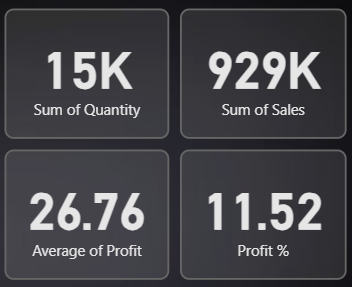 15K
Sum of Quantity
929K
Sum of Sales
26.76
Average of Profit
11.52
Profit %